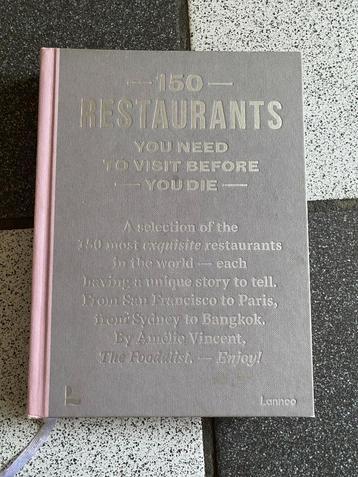 — 150 —
RESTAURANTS
YOU NEED
TO VISIT BEFORE
— YOU DIE —
A selection of the
150 most exquisite restaurants
in the world — each
having a unique story to tell.
From San Francisco to Paris,
from Sydney to Bangkok.
By Amélie Vincent,
The Foodalist. — Enjoy!
Lannoo